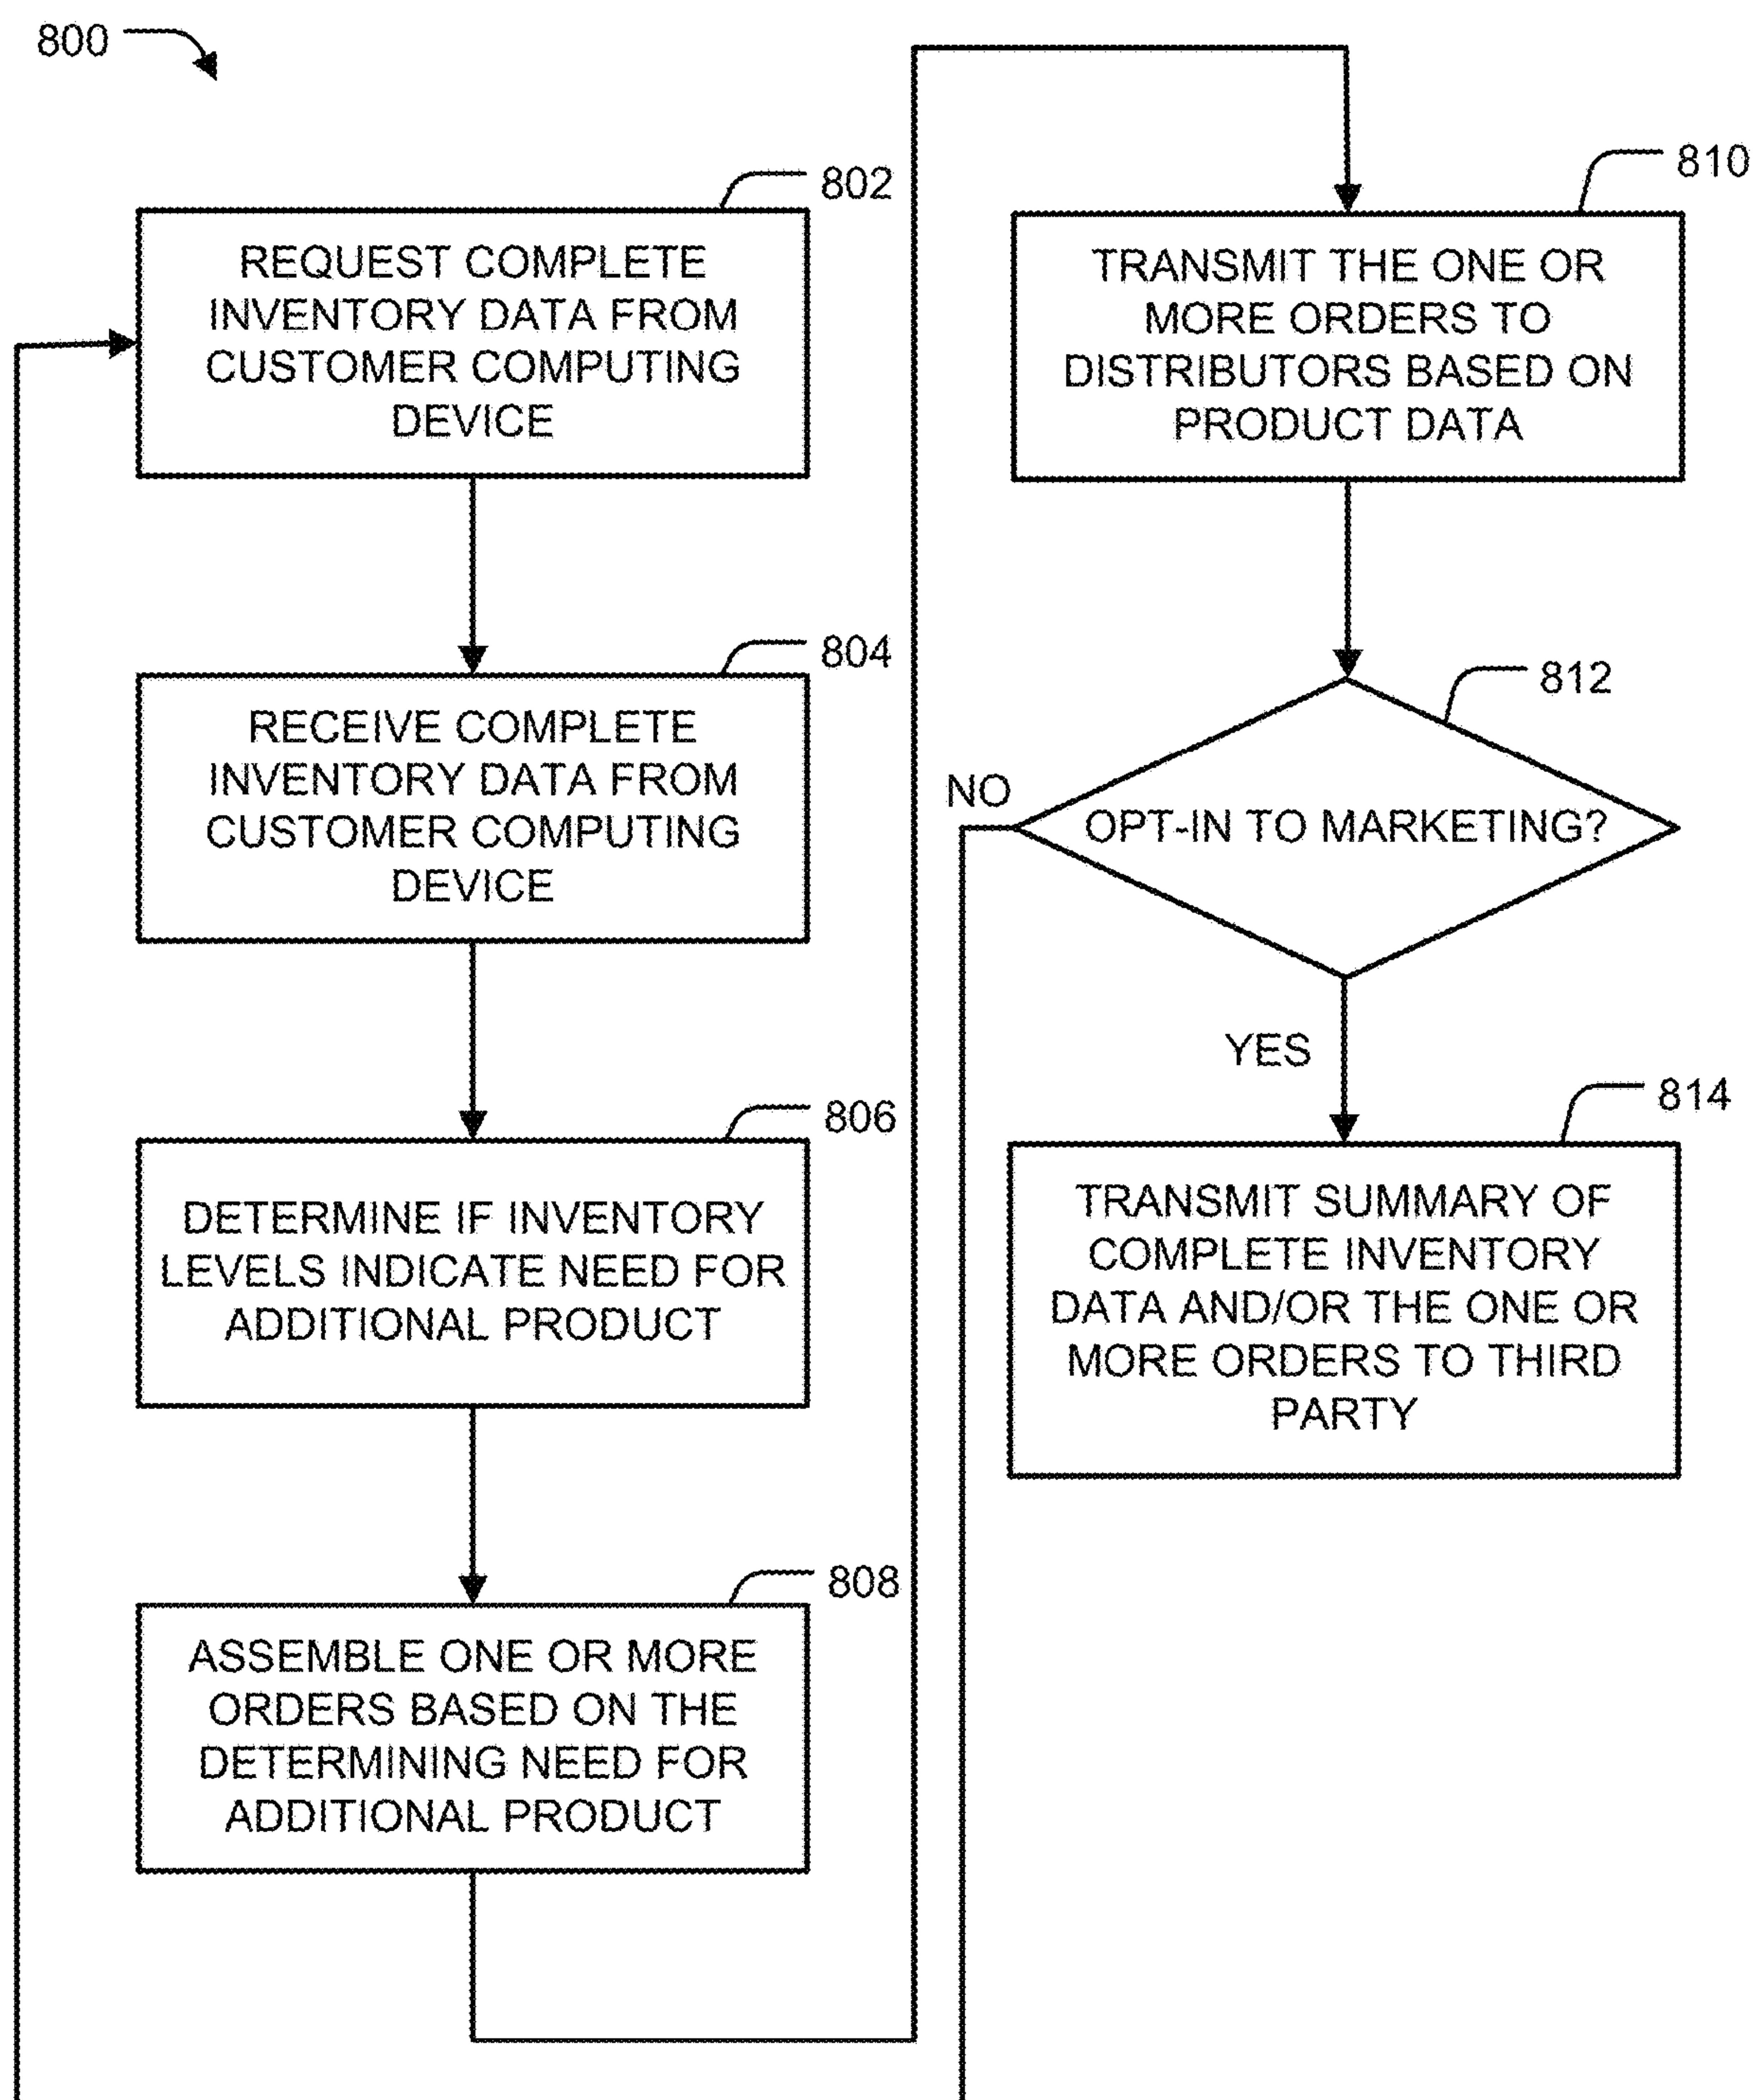 800
802
REQUEST COMPLETE
INVENTORY DATA FROM
CUSTOMER COMPUTING
DEVICE
804
RECEIVE COMPLETE
INVENTORY DATA FROM
CUSTOMER COMPUTING
DEVICE
806
DETERMINE IF INVENTORY
LEVELS INDICATE NEED FOR
ADDITIONAL PRODUCT
808
ASSEMBLE ONE OR MORE
ORDERS BASED ON THE
DETERMINING NEED FOR
ADDITIONAL PRODUCT
810
TRANSMIT THE ONE OR
MORE ORDERS TO
DISTRIBUTORS BASED ON
PRODUCT DATA
812
NO
OPT-IN TO MARKETING?
YES
814
TRANSMIT SUMMARY OF
COMPLETE INVENTORY
DATA AND/OR THE ONE OR
MORE ORDERS TO THIRD
PARTY